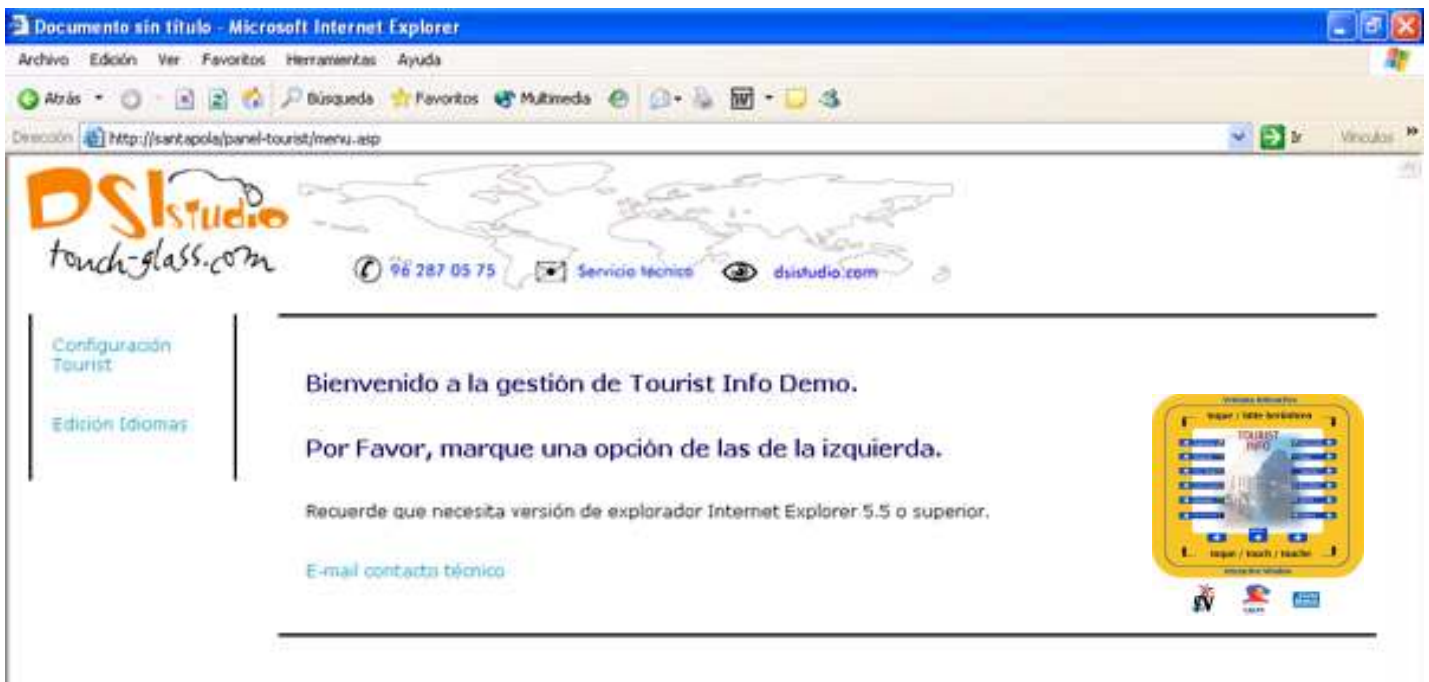 Documento sin título - Microsoft Internet Explorer
Archivo Edición Ver Favoritos Herramientas Ayuda
Atrás Búsqueda Favoritos Multimedia
Dirección http://santapola/panel-tourist/menu.asp Ir Vínculos
DSIstudio
touch-glass.com
96 287 05 75 Servicio técnico dsistudio.com
Configuración
Tourist
Edición Idiomas
Bienvenido a la gestión de Tourist Info Demo.
Por Favor, marque una opción de las de la izquierda.
Recuerde que necesita versión de explorador Internet Explorer 5.5 o superior.
E-mail contacto técnico
TOURIST
INFO
toque / touch / touche